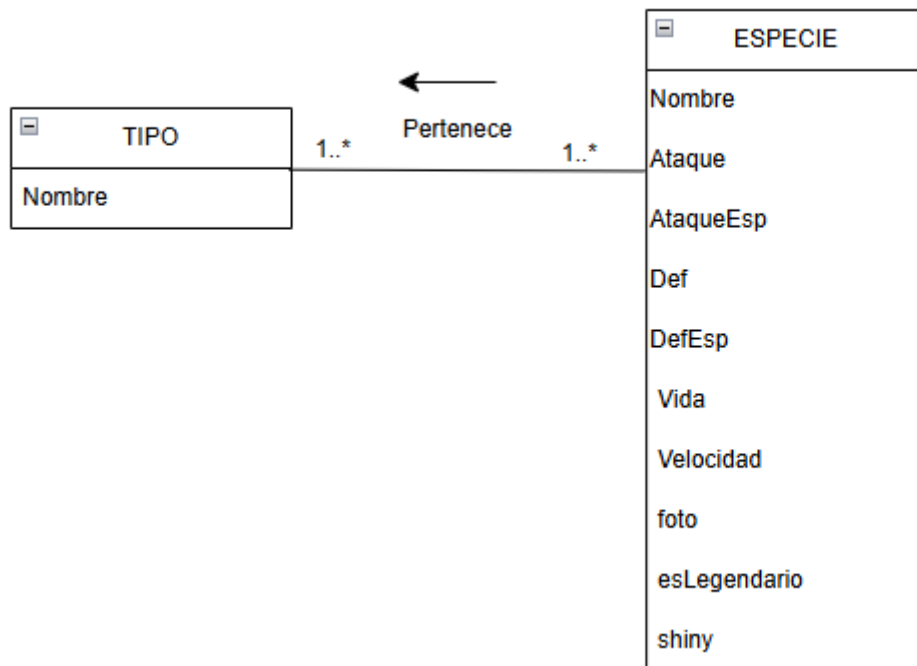 TIPO
Nombre
1..*
Pertenece
1..*
ESPECIE
Nombre
Ataque
AtaqueEsp
Def
DefEsp
Vida
Velocidad
foto
esLegendario
shiny